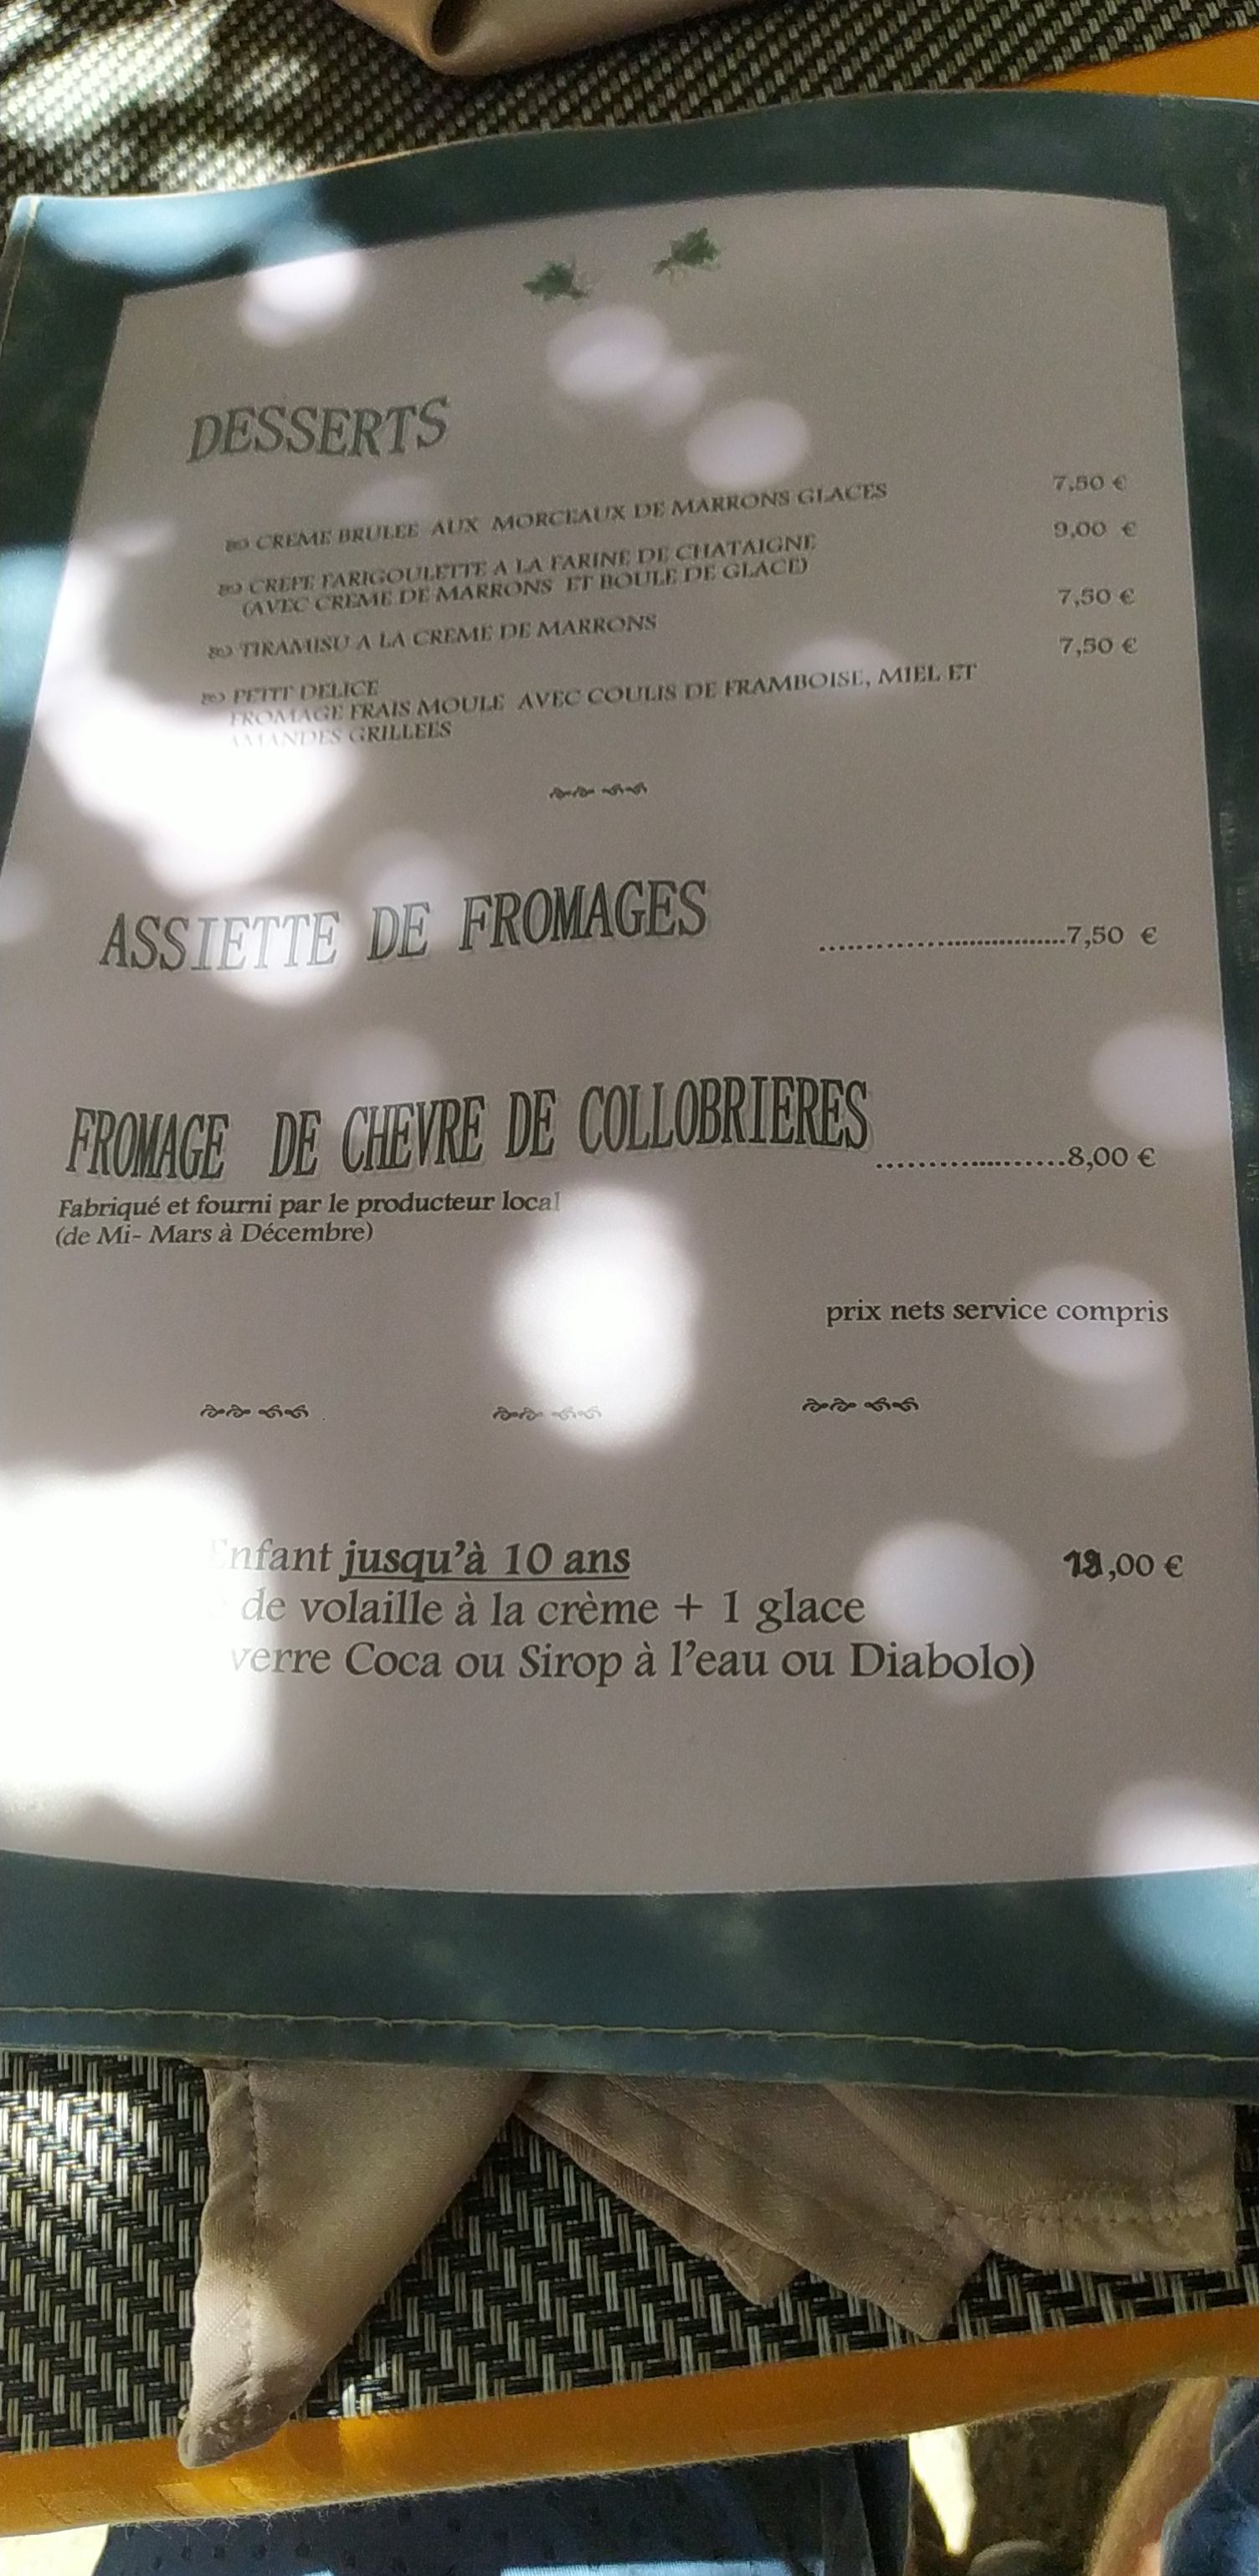 DESSERTS
CREME BRULEE AUX MORCEAUX DE MARRONS GLACES 7,50 €
CREPE FARIGOULETTE A LA FARINE DE CHATAIGNE 9,00 €
(AVEC CREME DE MARRONS ET BOULE DE GLACE)
TIRAMISU A LA CREME DE MARRONS 7,50 €
PETIT DELICE 7,50 €
FROMAGE FRAIS MOULE AVEC COULIS DE FRAMBOISE, MIEL ET
AMANDES GRILLEES
ASSIETTE DE FROMAGES ................................7,50 €
FROMAGE DE CHEVRE DE COLLOBRIERES ......................8,00 €
Fabriqué et fourni par le producteur local
(de Mi- Mars à Décembre)
prix nets service compris
Enfant jusqu'à 10 ans
de volaille à la crème + 1 glace
verre Coca ou Sirop à l'eau ou Diabolo)